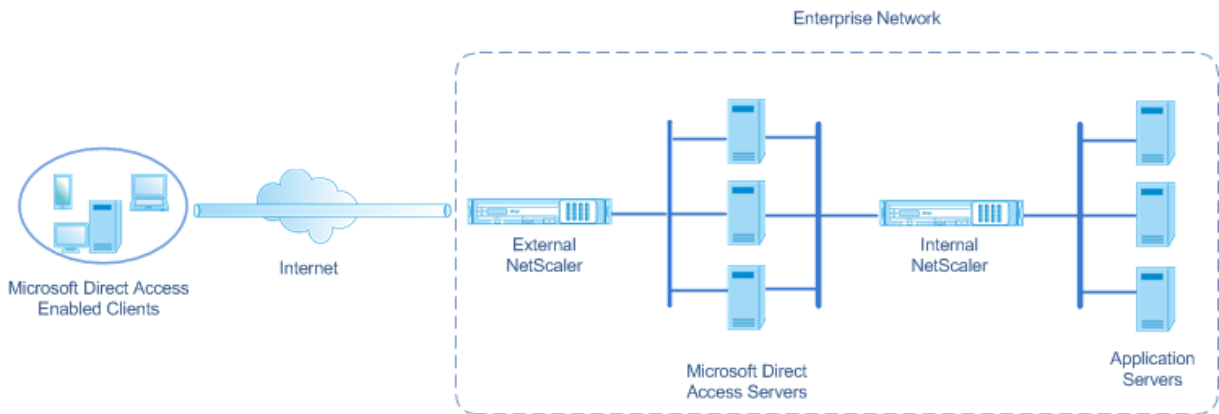 Enterprise Network
External
NetScaler
Internal
NetScaler
Internet
Microsoft Direct Access
Enabled Clients
Microsoft Direct
Access Servers
Application
Servers